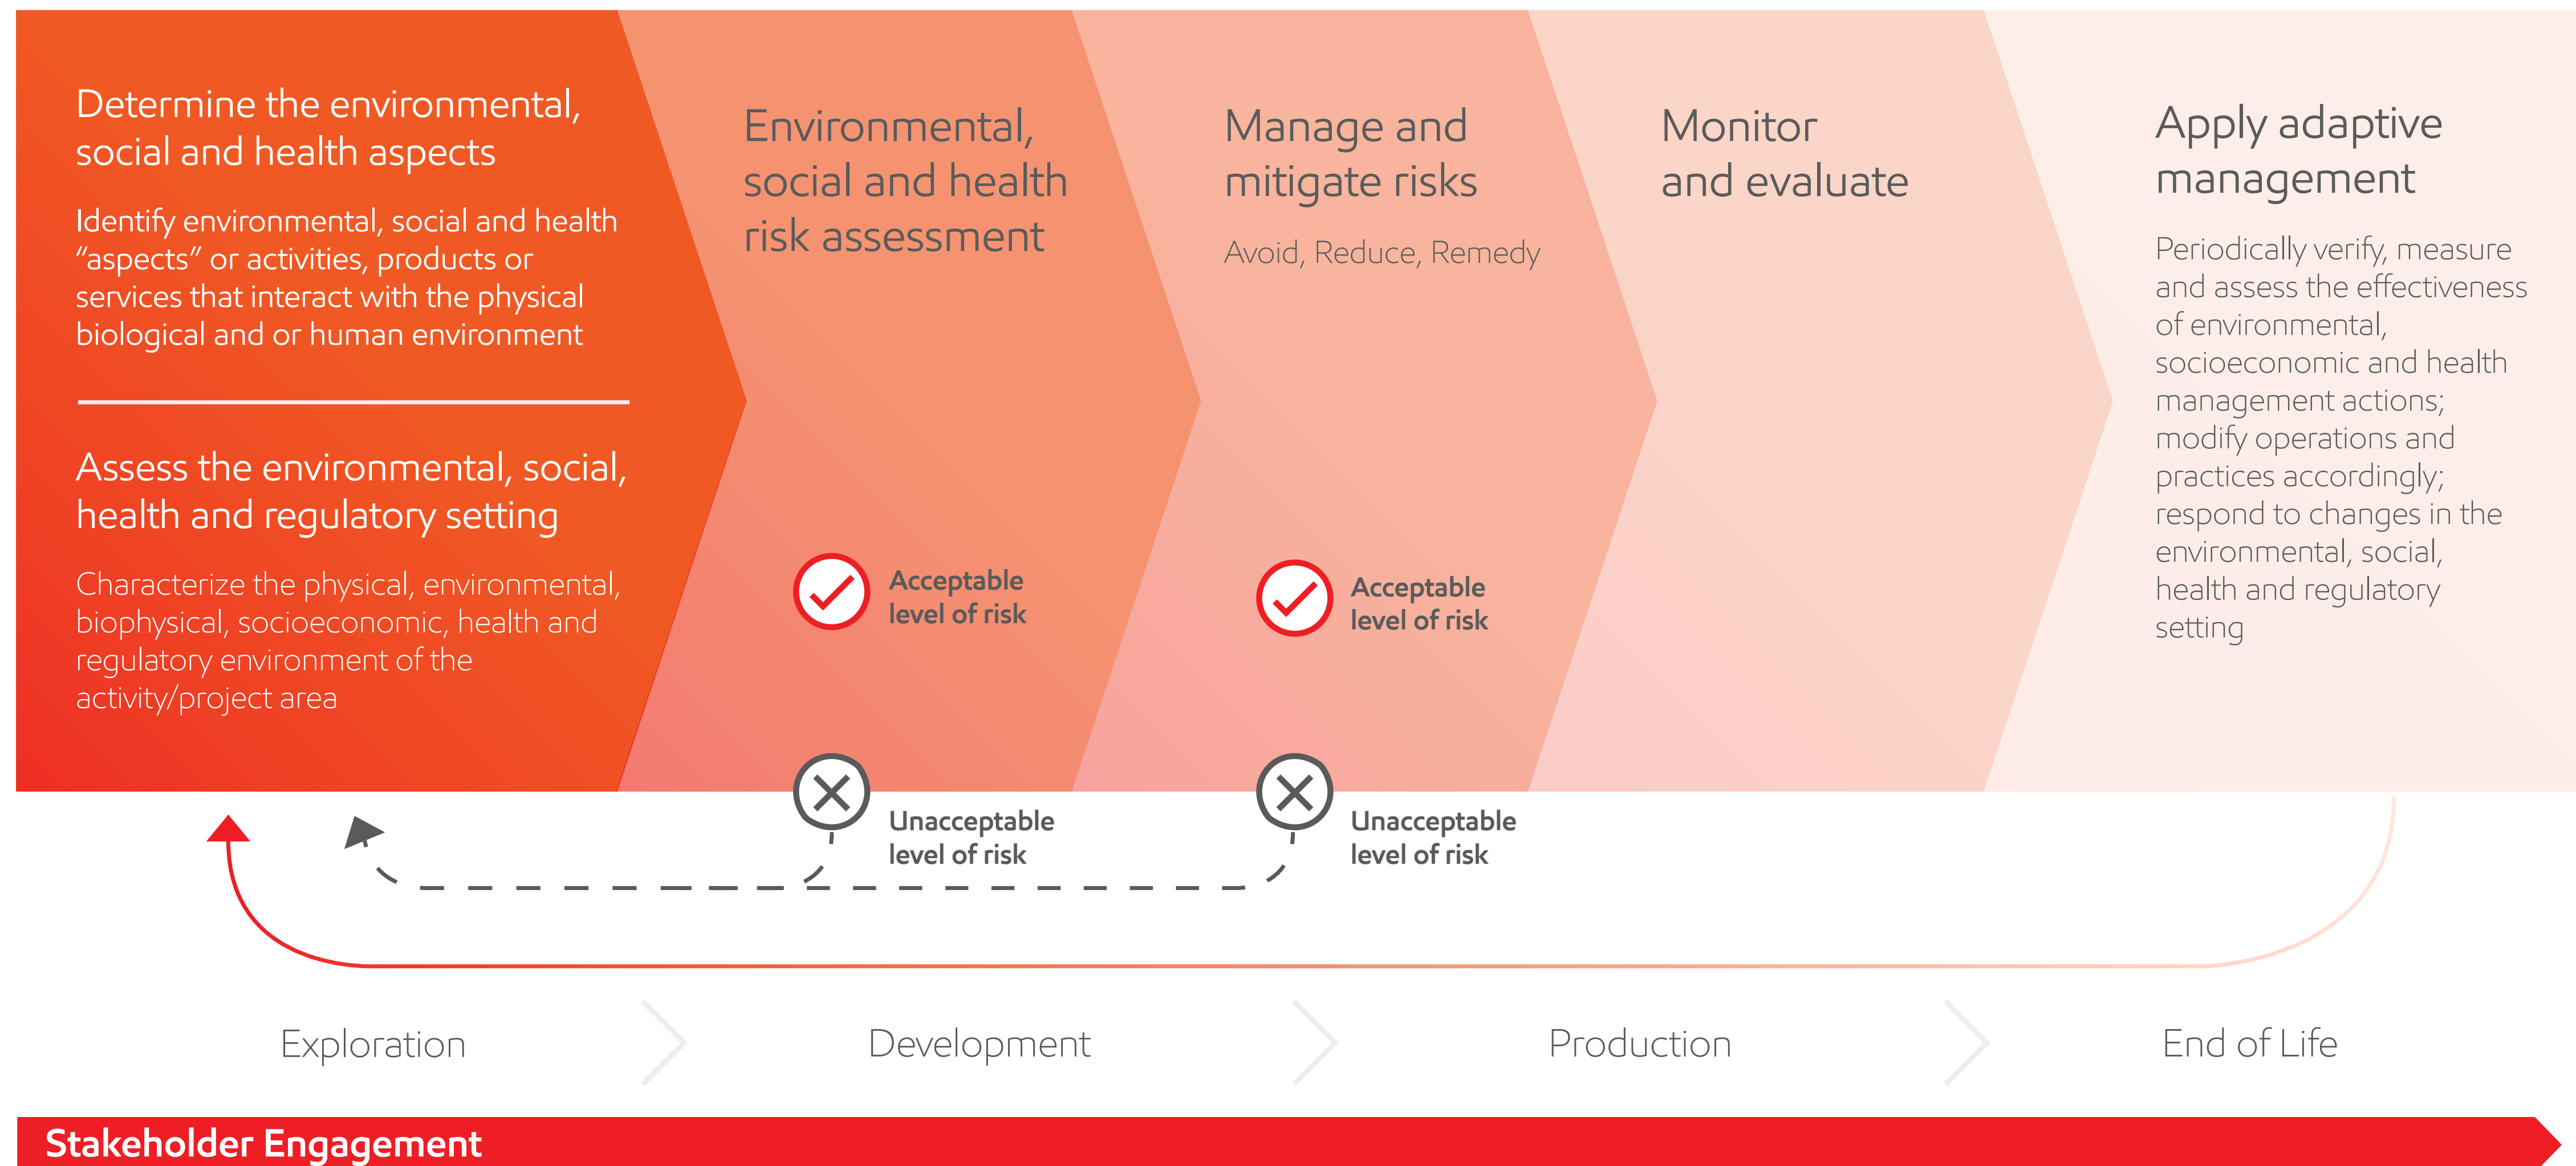 Determine the environmental,
social and health aspects
Identify environmental, social and health
“aspects” or activities, products or
services that interact with the physical
biological and or human environment
Assess the environmental, social,
health and regulatory setting
Characterize the physical, environmental,
biophysical, socioeconomic, health and
regulatory environment of the
activity/project area
Environmental,
social and health
risk assessment
Acceptable
level of risk
Unacceptable
level of risk
Manage and
mitigate risks
Avoid, Reduce, Remedy
Acceptable
level of risk
Unacceptable
level of risk
Monitor
and evaluate
Apply adaptive
management
Periodically verify, measure
and assess the effectiveness
of environmental,
socioeconomic and health
management actions;
modify operations and
practices accordingly;
respond to changes in the
environmental, social,
health and regulatory
setting
Exploration
Development
Production
End of Life
Stakeholder Engagement